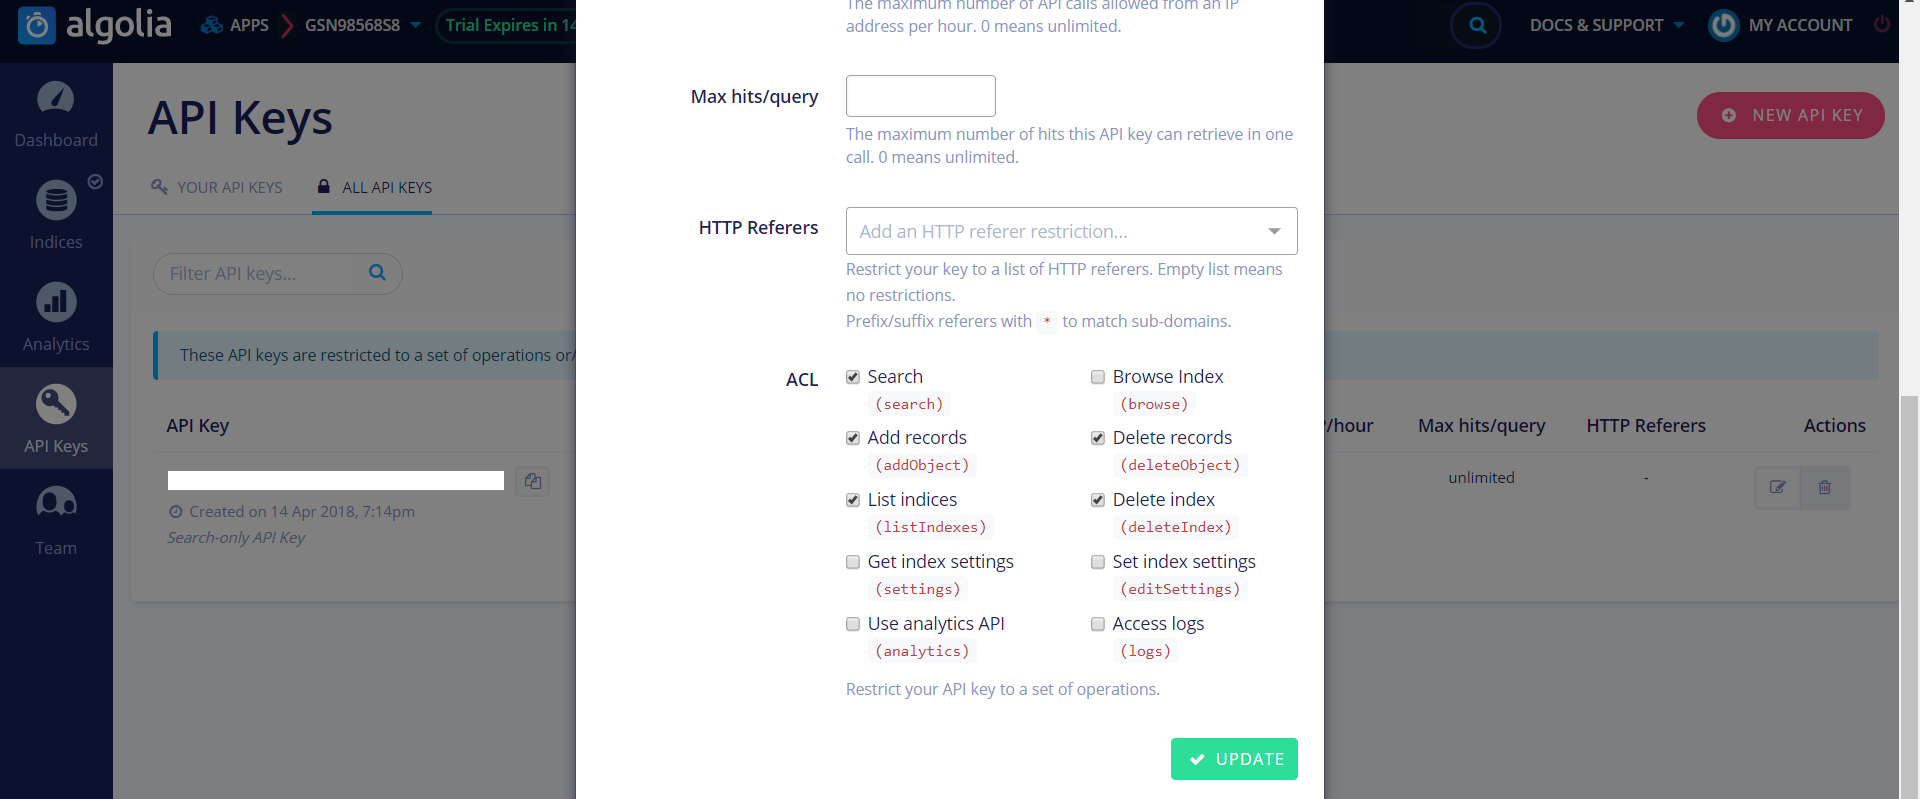 algolia
APPS
GSN98568S8
Trial Expires in 14
DOCS & SUPPORT
MY ACCOUNT
Dashboard
Indices
Analytics
API Keys
Team
API Keys
NEW API KEY
YOUR API KEYS
ALL API KEYS
Filter API keys...
These API keys are restricted to a set of operations or/
API Key
/hour
Max hits/query
HTTP Referers
Actions
Created on 14 Apr 2018, 7:14pm
Search-only API Key
unlimited
-
The maximum number of API calls allowed from an IP
address per hour. 0 means unlimited.
Max hits/query
The maximum number of hits this API key can retrieve in one
call. 0 means unlimited.
HTTP Referers
Add an HTTP referer restriction...
Restrict your key to a list of HTTP referers. Empty list means
no restrictions.
Prefix/suffix referers with * to match sub-domains.
ACL
Search
(search)
Browse Index
(browse)
Add records
(addObject)
Delete records
(deleteObject)
List indices
(listIndexes)
Delete index
(deleteIndex)
Get index settings
(settings)
Set index settings
(editSettings)
Use analytics API
(analytics)
Access logs
(logs)
Restrict your API key to a set of operations.
UPDATE